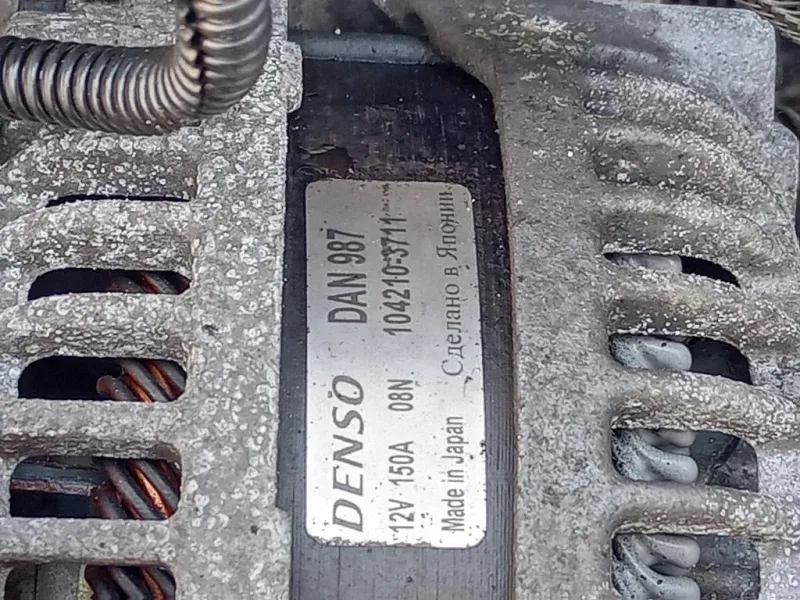 DENSO DAN 987
12V 150A 08N 104210-3711
Made in Japan Сделано в Японии